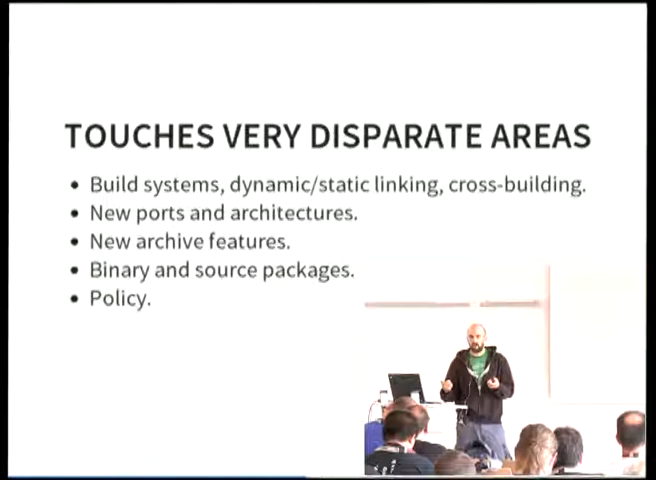 TOUCHES VERY DISPARATE AREAS
Build systems, dynamic/static linking, cross-building.
New ports and architectures.
New archive features.
Binary and source packages.
Policy.